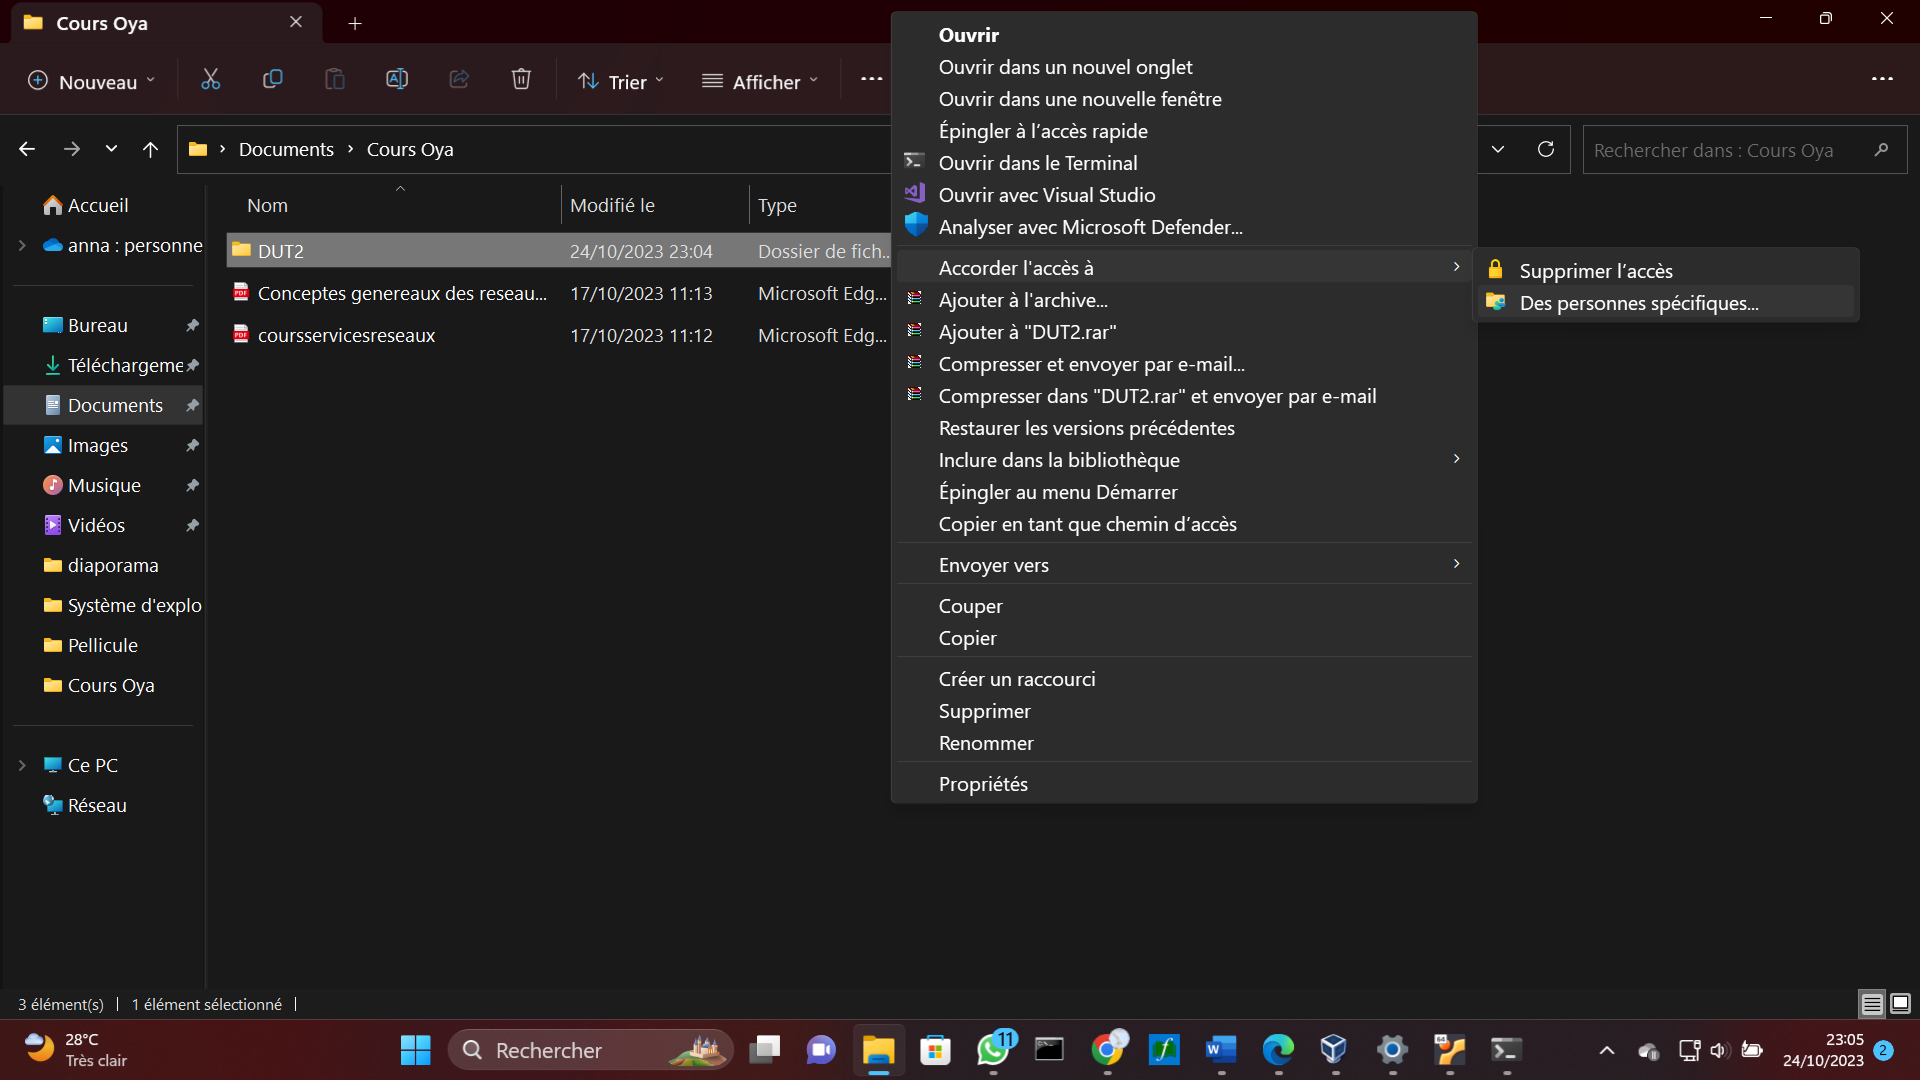 Cours Oya
Nouveau
Trier
Afficher
Documents
Cours Oya
Rechercher dans : Cours Oya
Accueil
anna : personne
Bureau
Téléchargeme
Documents
Images
Musique
Vidéos
diaporama
Système d'explo
Pellicule
Cours Oya
Ce PC
Réseau
Nom
Modifié le
Type
DUT2
24/10/2023 23:04
Dossier de fich...
Conceptes genereaux des reseau...
17/10/2023 11:13
Microsoft Edg...
coursservicesreseaux
17/10/2023 11:12
Microsoft Edg...
Ouvrir
Ouvrir dans un nouvel onglet
Ouvrir dans une nouvelle fenêtre
Épingler à l’accès rapide
Ouvrir dans le Terminal
Ouvrir avec Visual Studio
Analyser avec Microsoft Defender...
Accorder l'accès à
Ajouter à l'archive...
Ajouter à "DUT2.rar"
Compresser et envoyer par e-mail...
Compresser dans "DUT2.rar" et envoyer par e-mail
Restaurer les versions précédentes
Inclure dans la bibliothèque
Épingler au menu Démarrer
Copier en tant que chemin d’accès
Envoyer vers
Couper
Copier
Créer un raccourci
Supprimer
Renommer
Propriétés
Supprimer l’accès
Des personnes spécifiques...
3 élément(s)
1 élément sélectionné
28°C
Très clair
Rechercher
11
23:05
24/10/2023
2